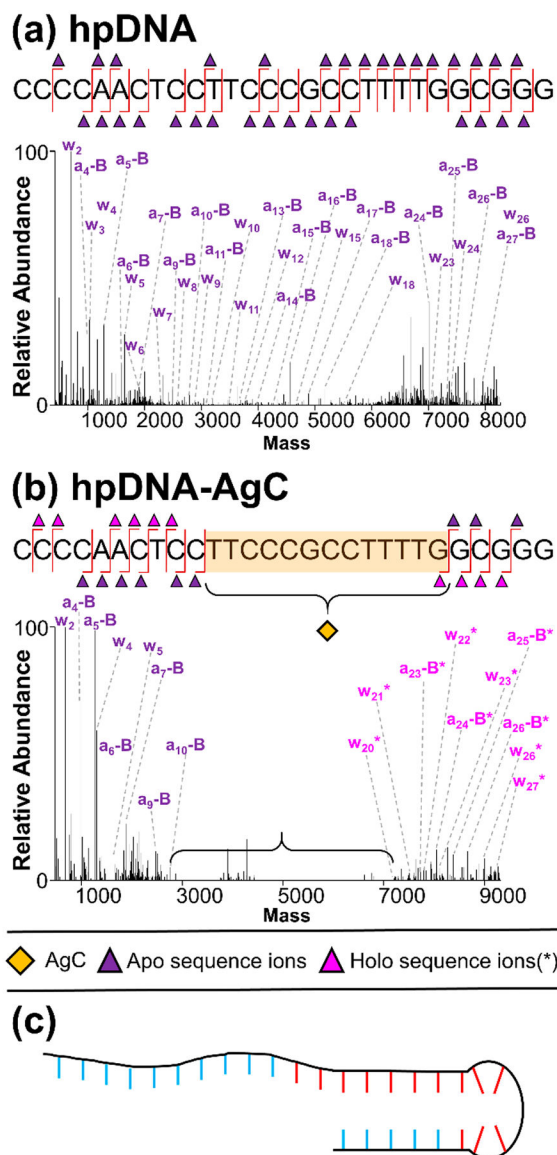 (a) hpDNA
CCCCAACTCCTTCCCGCCTTTTGGCGGG
Relative Abundance
100
0
w₂
a₄-B
w₃
w₄
a₅-B
a₆-B
w₅
w₆
a₇-B
w₇
a₉-B
w₈
a₁₀-B
w₉
a₁₁-B
w₁₀
w₁₁
a₁₃-B
w₁₂
a₁₄-B
a₁₅-B
a₁₆-B
w₁₅
a₁₇-B
a₁₈-B
w₁₈
a₂₄-B
w₂₃
a₂₅-B
w₂₄
a₂₆-B
w₂₆
a₂₇-B
1000 2000 3000 4000 5000 6000 7000 8000
Mass
(b) hpDNA-AgC
CCCCAACTCCTTCCCGCCTTTTGGCGGG
Relative Abundance
100
0
a₄-B
w₂
a₅-B
w₄
w₅
a₇-B
a₆-B
a₁₀-B
a₉-B
w₂₀*
w₂₁*
a₂₃-B*
w₂₂*
a₂₄-B*
a₂₅-B*
w₂₃*
a₂₆-B*
w₂₆*
w₂₇*
1000 3000 5000 7000 9000
Mass
AgC Apo sequence ions Holo sequence ions(*)
(c)